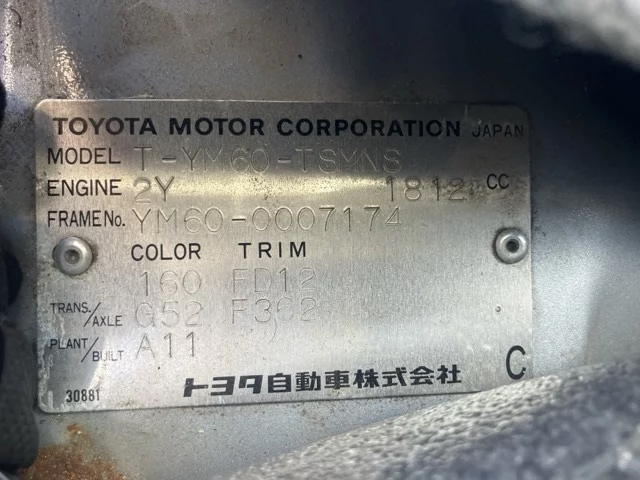 TOYOTA MOTOR CORPORATION JAPAN
MODEL T-YM60-TSMNS
ENGINE 2Y 1812 CC
FRAME No. YM60-0007174
COLOR TRIM
160 FD12
TRANS./AXLE G52 F362
PLANT/BUILT A11
トヨタ自動車株式会社 C
30881